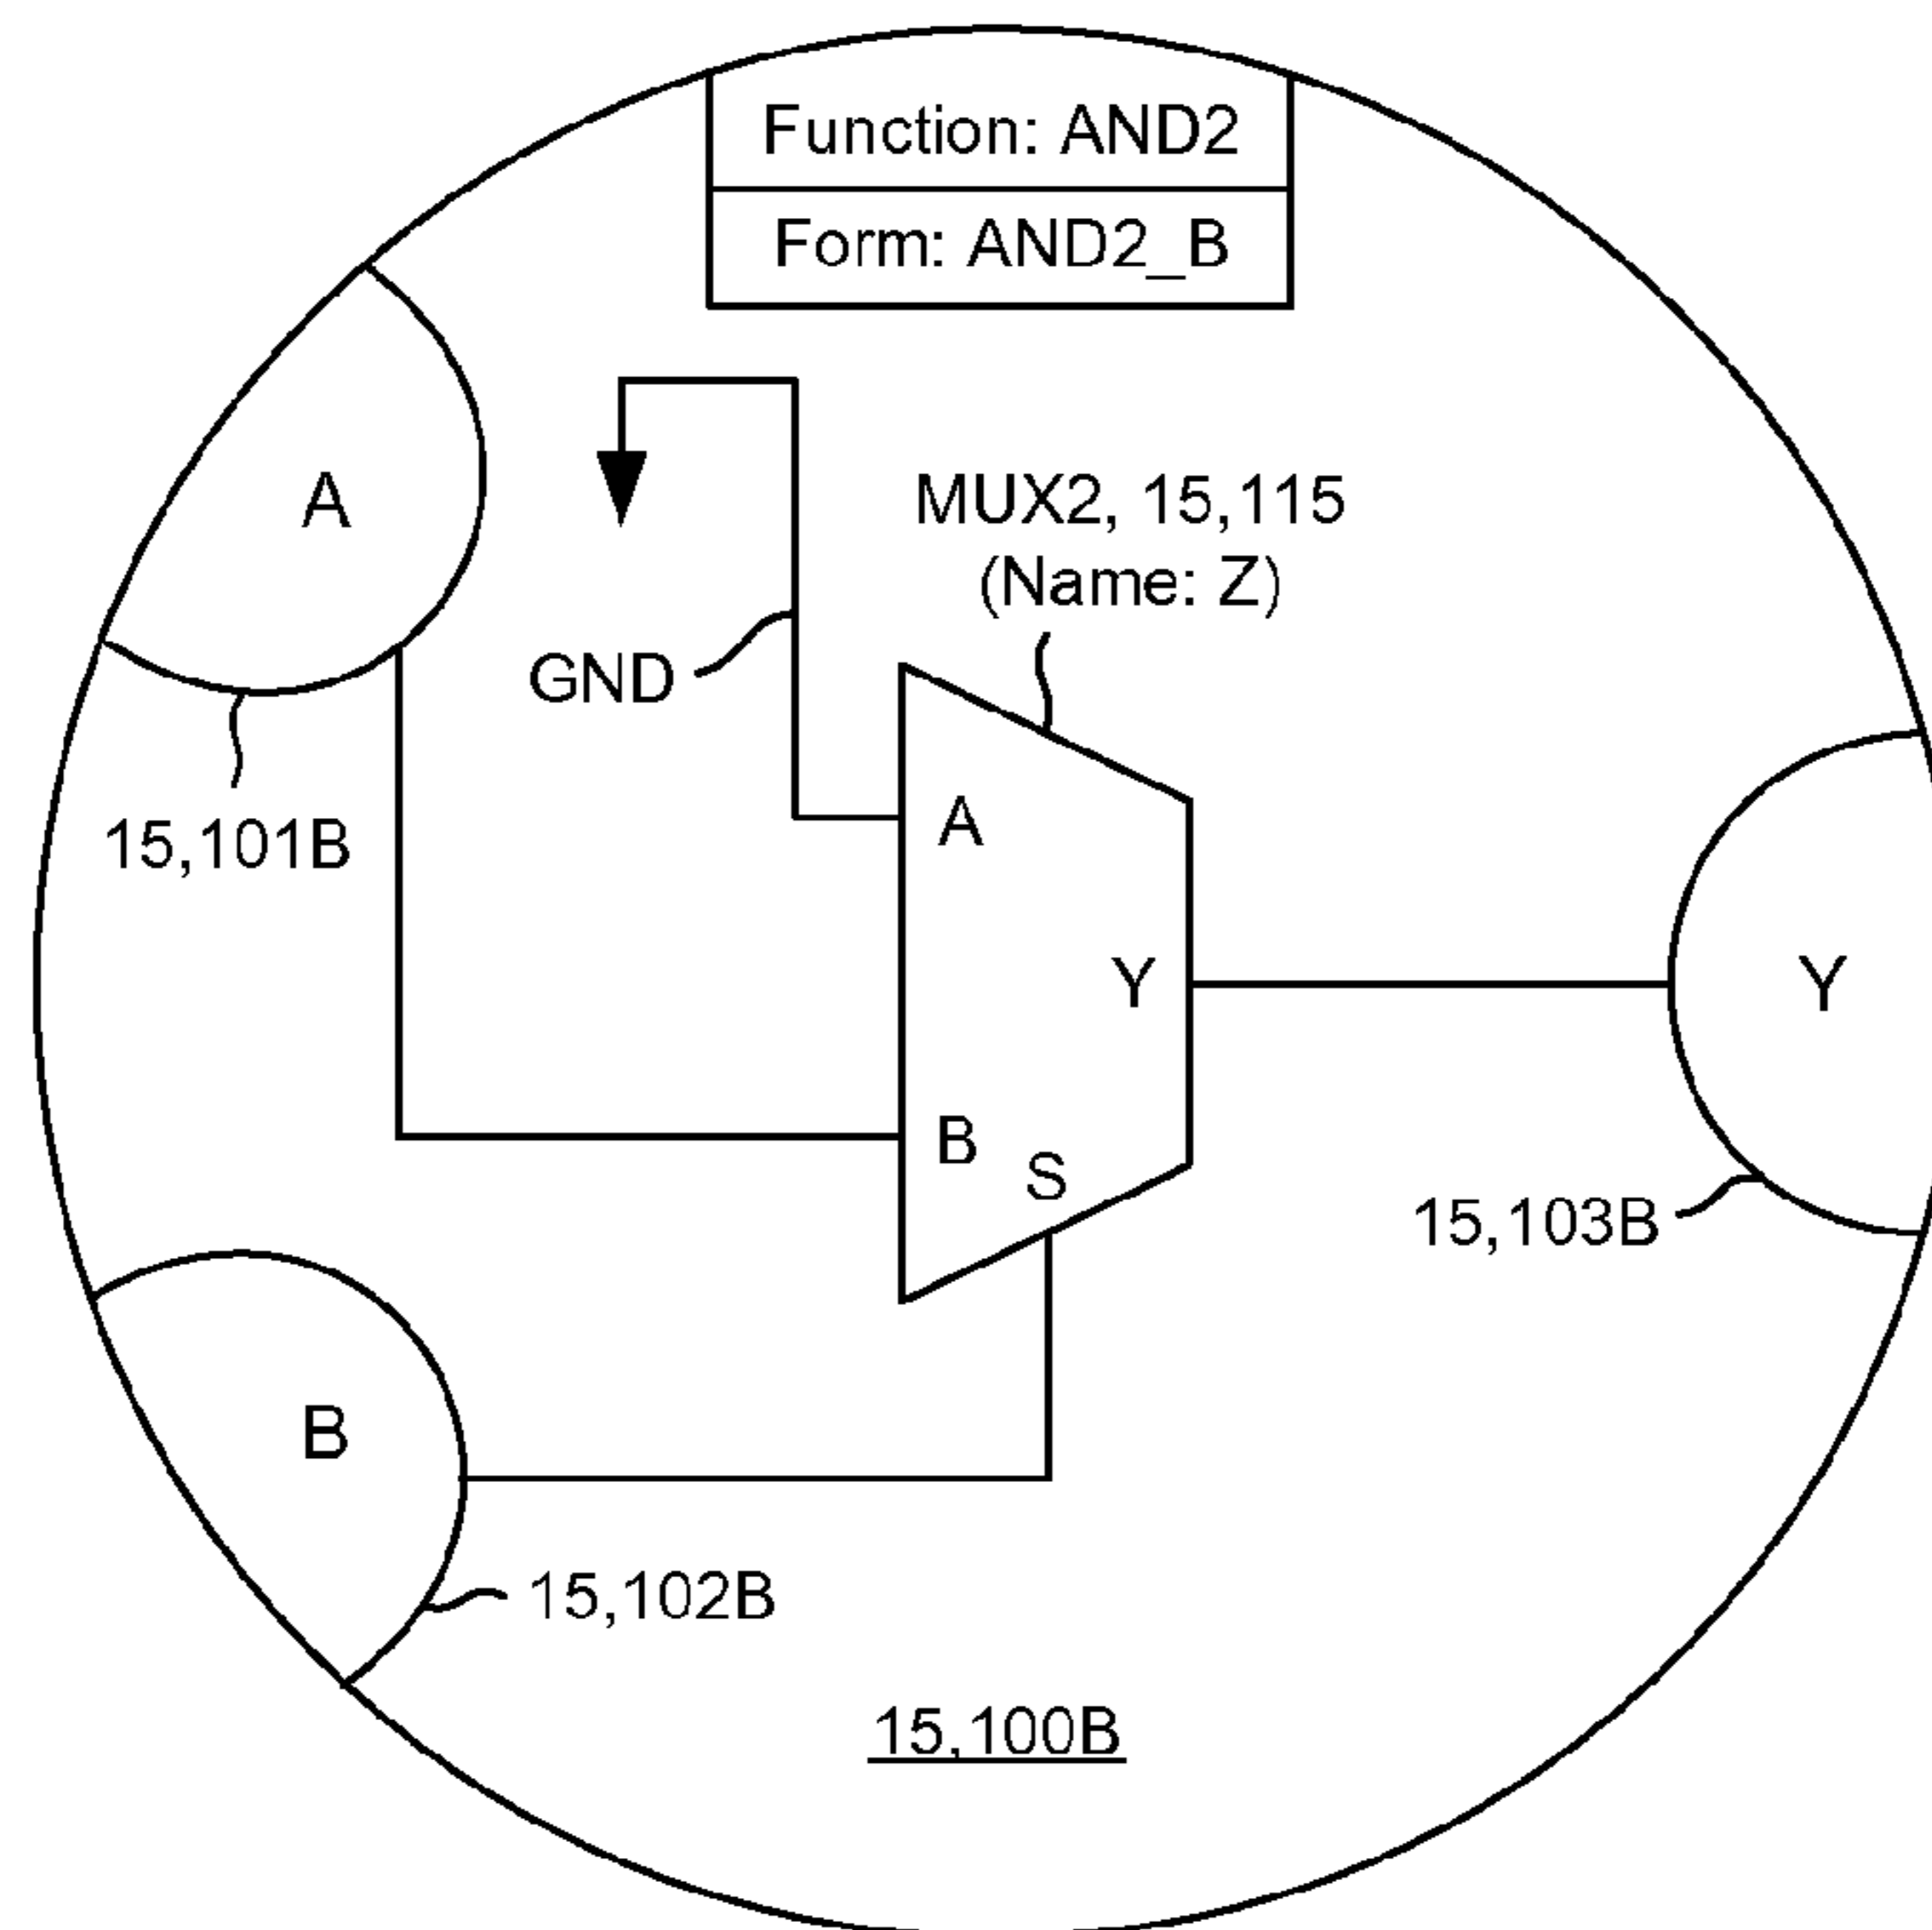 Function: AND2
Form: AND2_B
A
MUX2, 15,115
(Name: Z)
GND
15,101B
A
Y
Y
B
S
15,103B
B
15,102B
15,100B